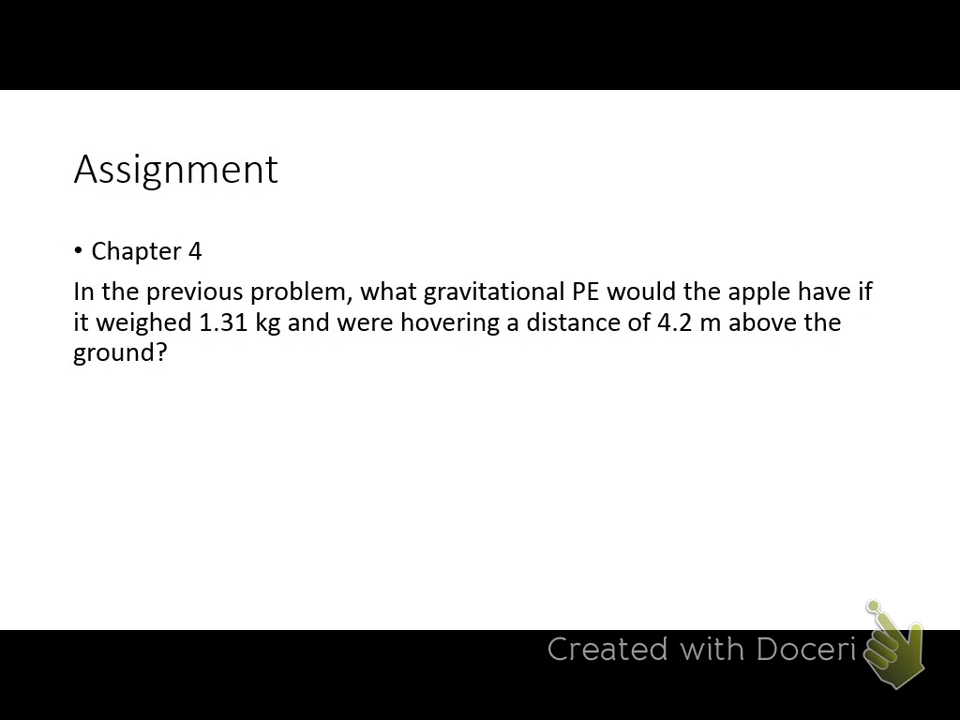 Assignment
• Chapter 4
In the previous problem, what gravitational PE would the apple have if
it weighed 1.31 kg and were hovering a distance of 4.2 m above the
ground?
Created with Doceri